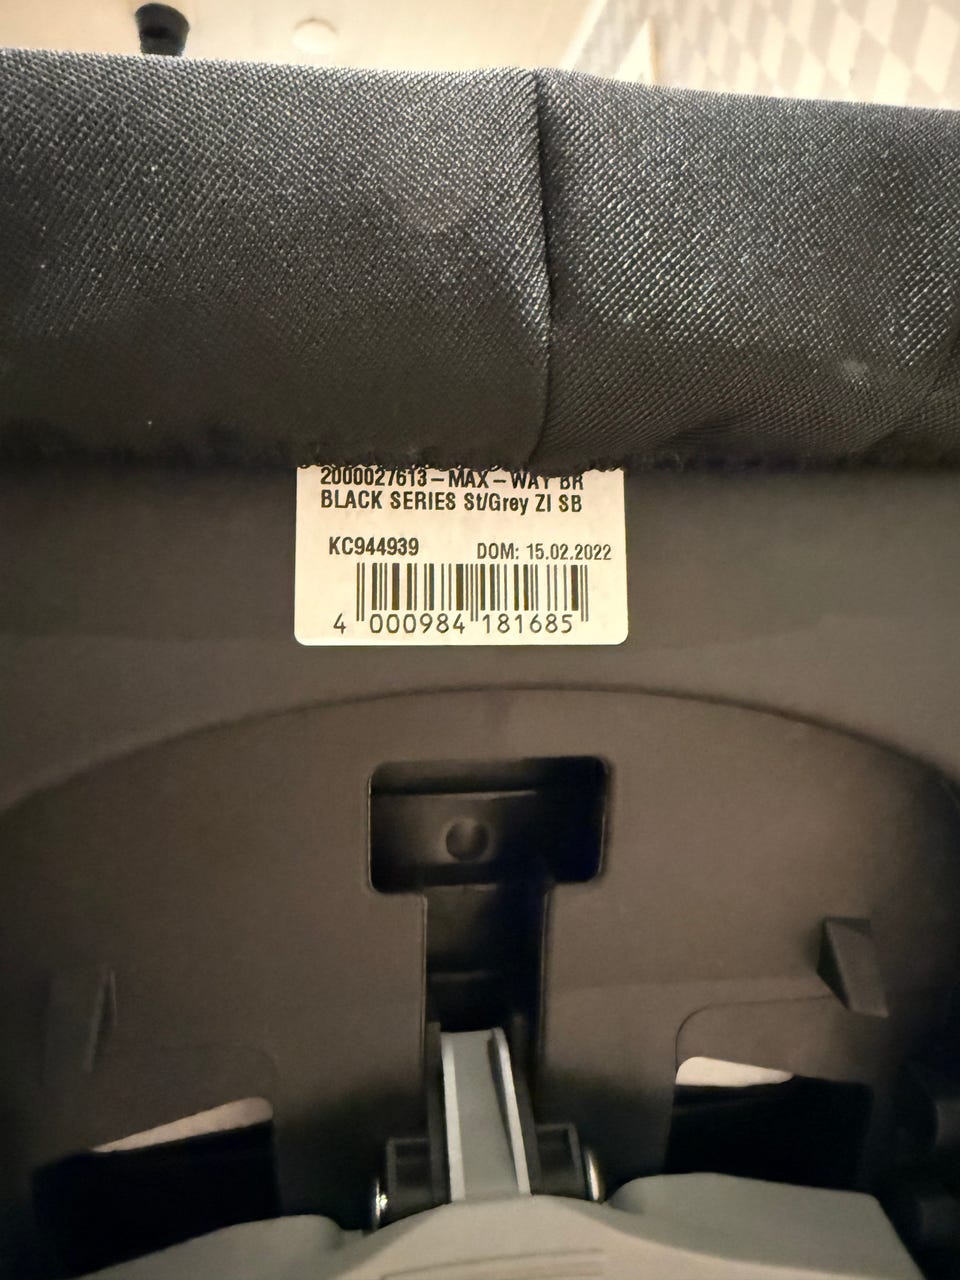 2000027613-MAX-WAY BR
BLACK SERIES St/Grey ZI SB
KC944939 DOM: 15.02.2022
4 000984 181685